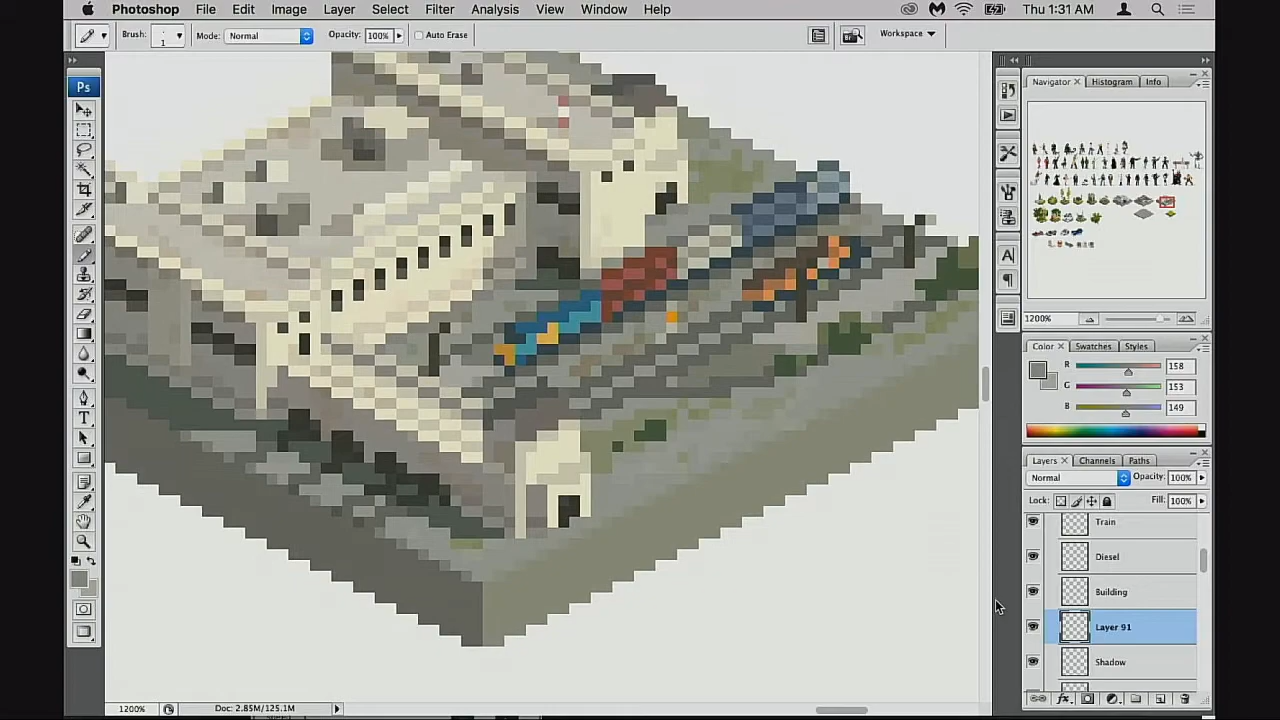 Photoshop File Edit Image Layer Select Filter Analysis View Window Help Thu 1:31 AM
Brush: 1 Mode: Normal Opacity: 100% Auto Erase Workspace
Ps
Navigator Histogram Info
1200%
Color Swatches Styles
R 158
G 153
B 149
Layers Channels Paths
Normal Opacity: 100%
Lock: Fill: 100%
Train
Diesel
Building
Layer 91
Shadow
fx
1200% Doc: 2.85M/125.1M